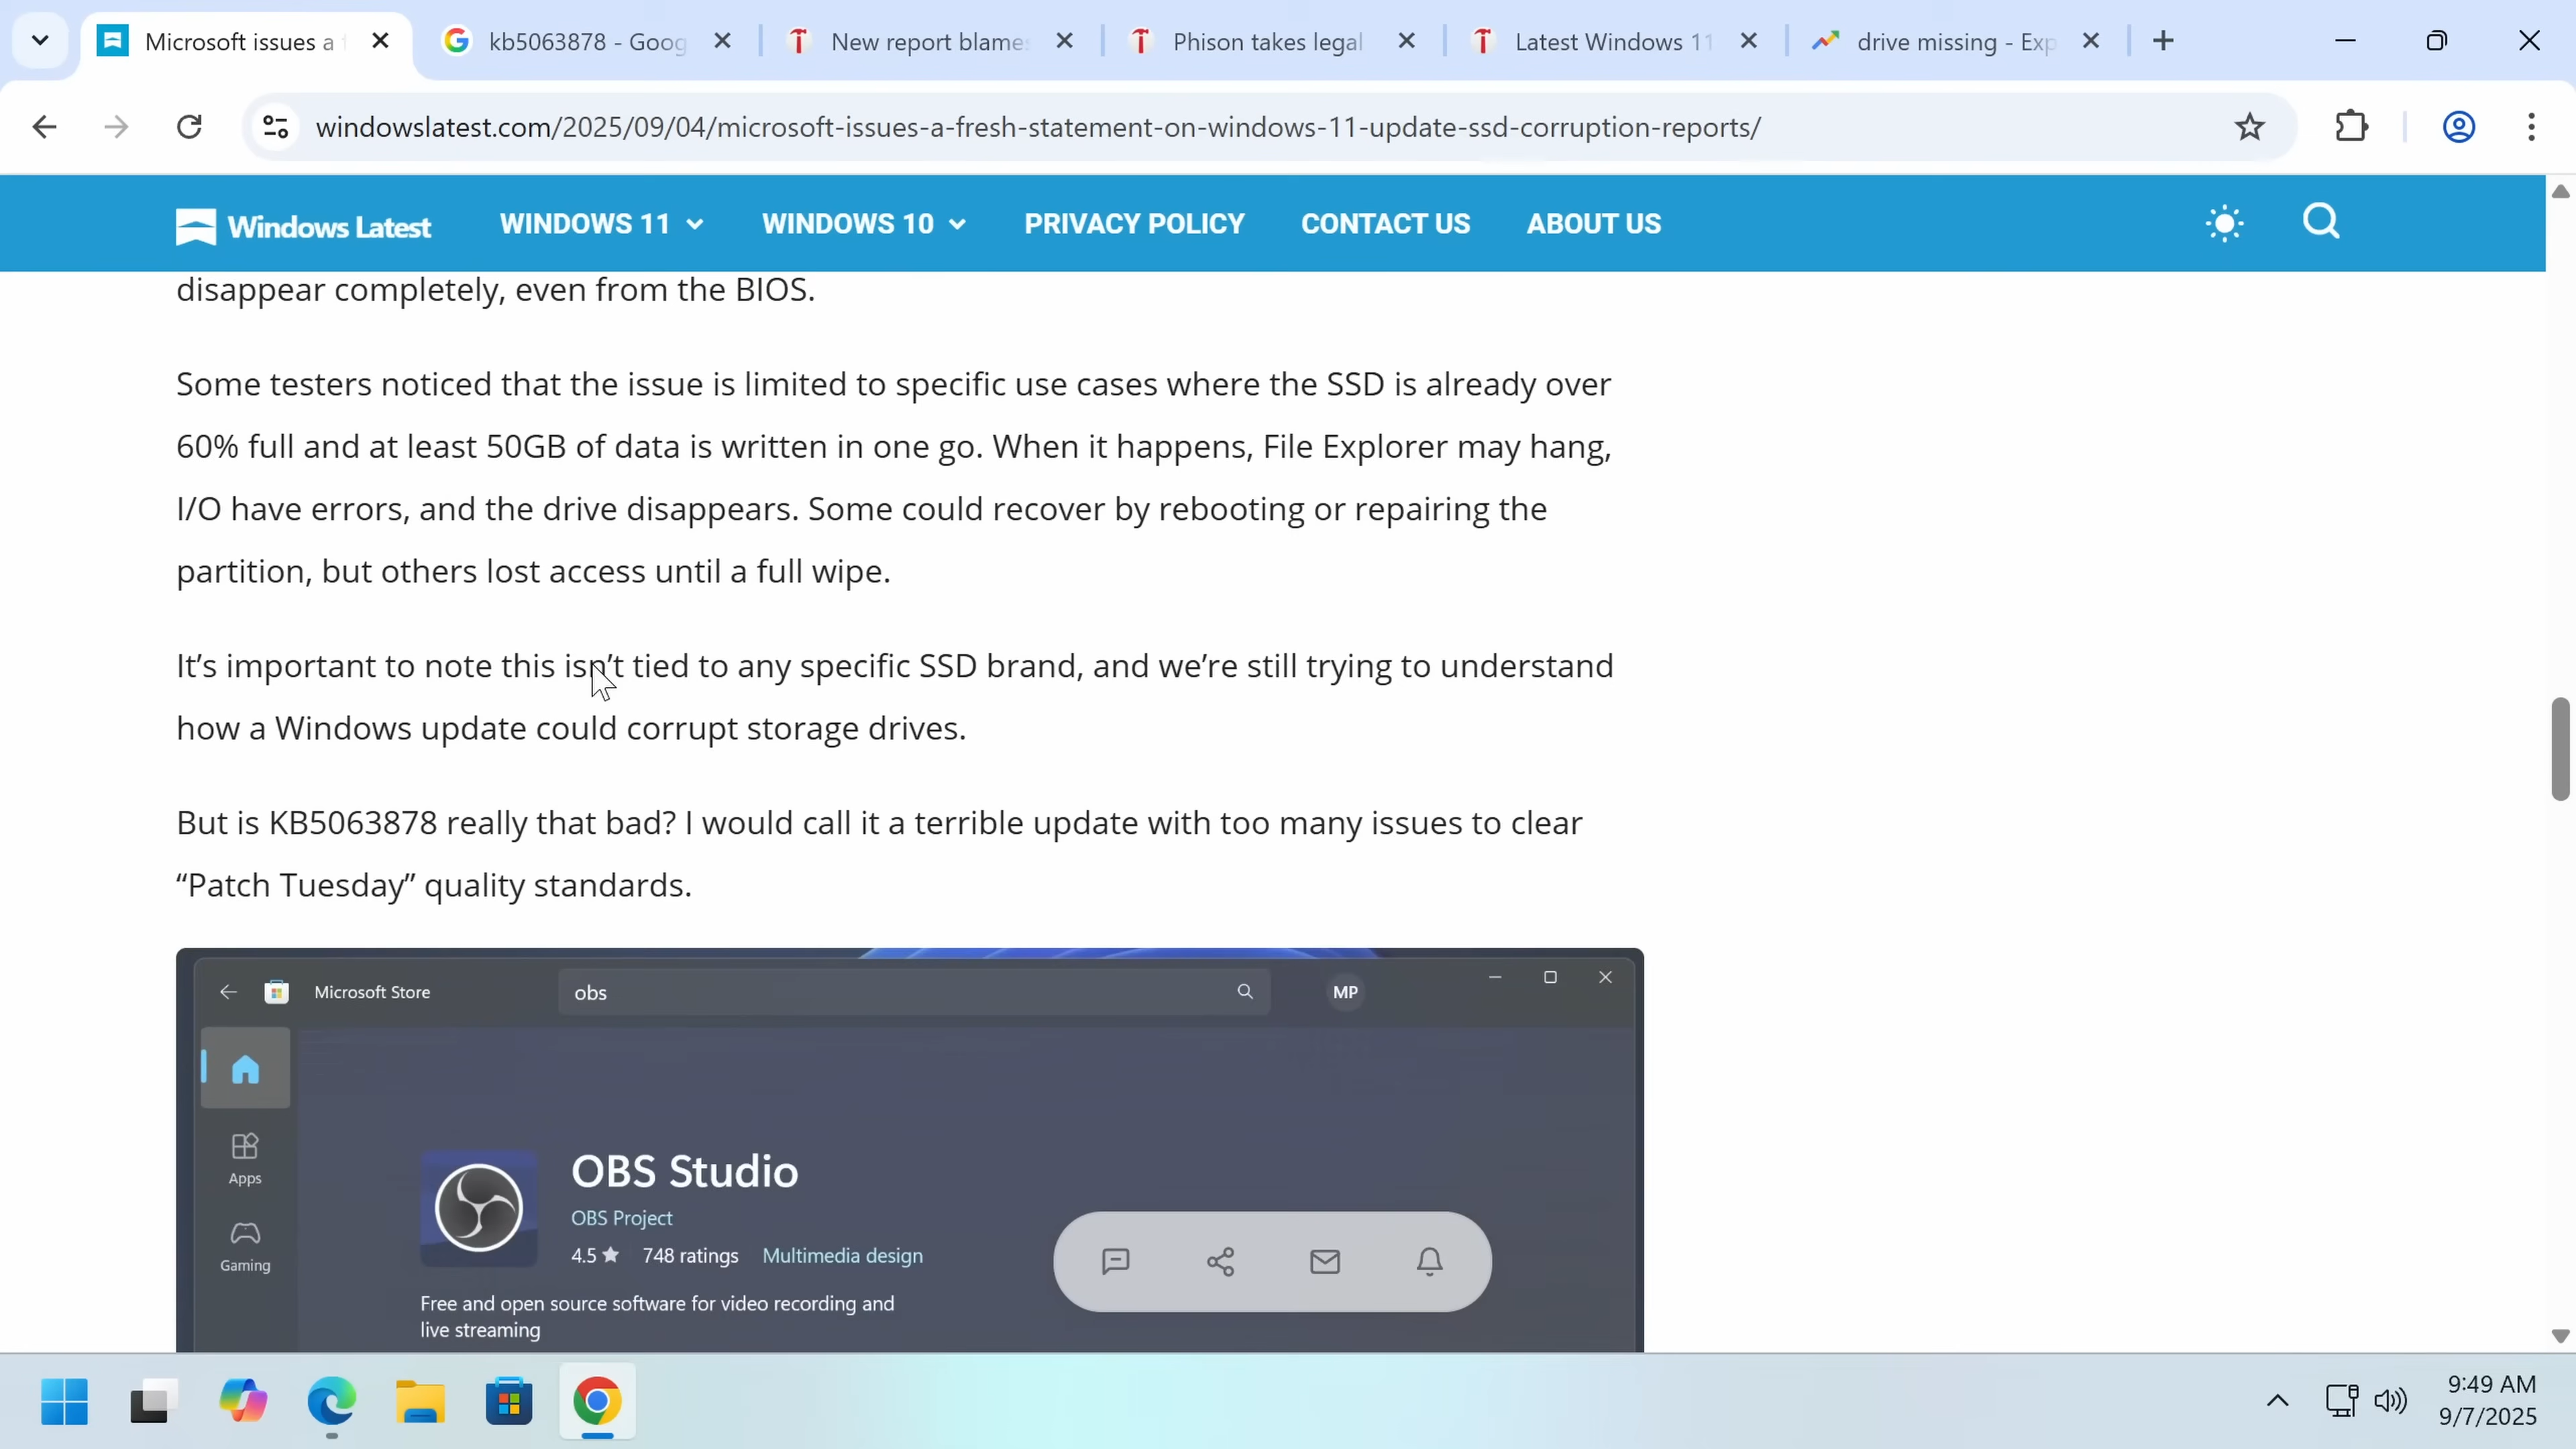 Microsoft issues a
kb5063878 - Goog
New report blame
Phison takes legal
Latest Windows 11
drive missing - Exp
windowslatest.com/2025/09/04/microsoft-issues-a-fresh-statement-on-windows-11-update-ssd-corruption-reports/
Windows Latest
WINDOWS 11
WINDOWS 10
PRIVACY POLICY
CONTACT US
ABOUT US
disappear completely, even from the BIOS.
Some testers noticed that the issue is limited to specific use cases where the SSD is already over
60% full and at least 50GB of data is written in one go. When it happens, File Explorer may hang,
I/O have errors, and the drive disappears. Some could recover by rebooting or repairing the
partition, but others lost access until a full wipe.
It’s important to note this isn’t tied to any specific SSD brand, and we’re still trying to understand
how a Windows update could corrupt storage drives.
But is KB5063878 really that bad? I would call it a terrible update with too many issues to clear
“Patch Tuesday” quality standards.
Microsoft Store
obs
MP
Apps
Gaming
OBS Studio
OBS Project
4.5 ★ 748 ratings Multimedia design
Free and open source software for video recording and
live streaming
9:49 AM
9/7/2025